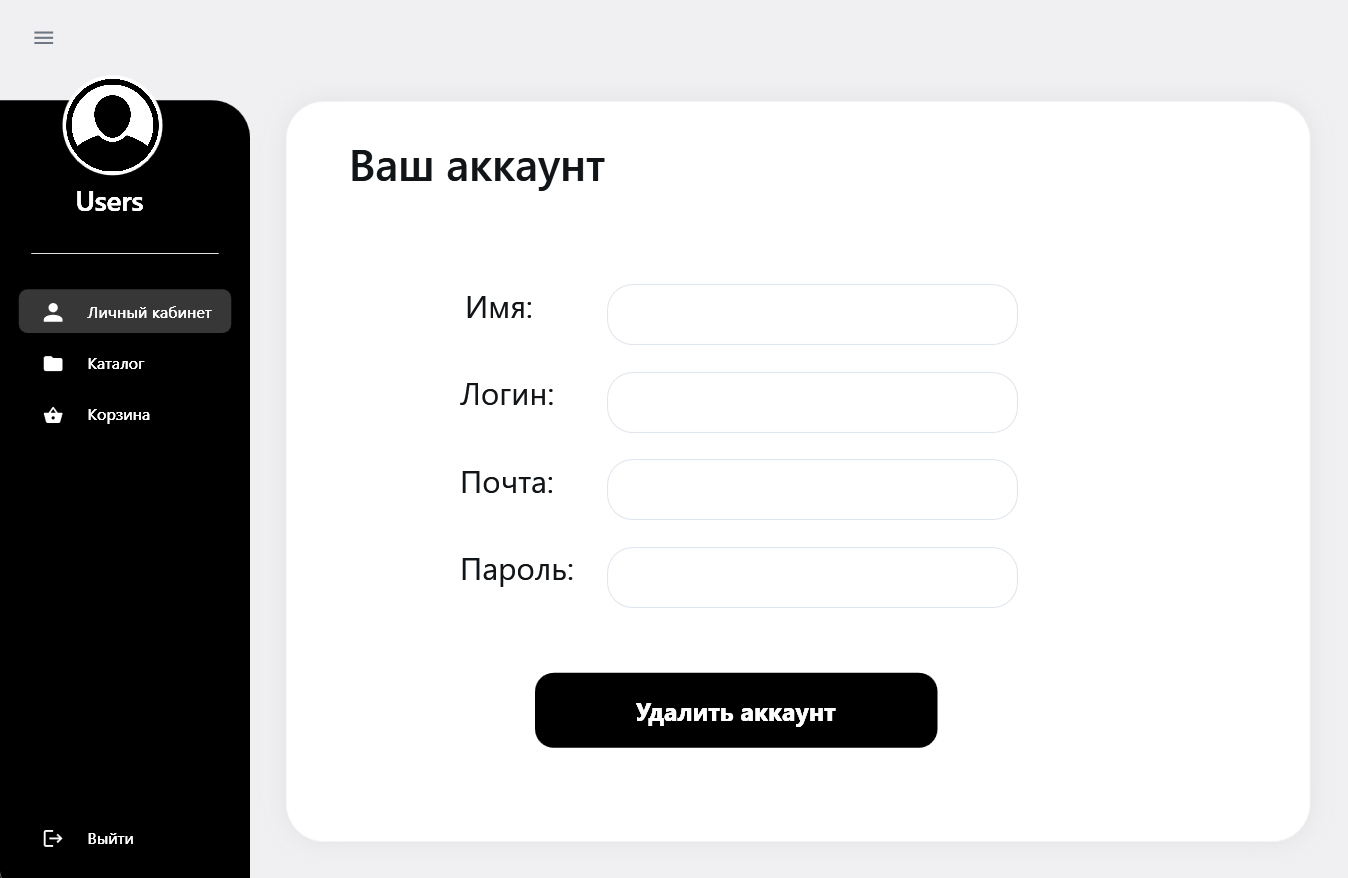 Users
Личный кабинет
Каталог
Корзина
Выйти
Ваш аккаунт
Имя:
Логин:
Почта:
Пароль:
Удалить аккаунт